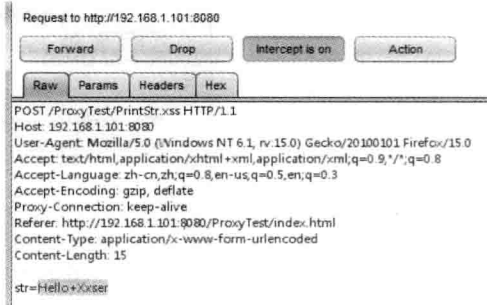 Request to http://192.168.1.101:8080
Forward Drop Intercept is on Action
Raw Params Headers Hex
POST /ProxyTest/PrintStr.xss HTTP/1.1
Host: 192.168.1.101:8080
User-Agent: Mozilla/5.0 (Windows NT 6.1; rv:15.0) Gecko/20100101 Firefox/15.0
Accept: text/html,application/xhtml+xml,application/xml;q=0.9,*/*;q=0.8
Accept-Language: zh-cn,zh;q=0.8,en-us;q=0.5,en;q=0.3
Accept-Encoding: gzip, deflate
Proxy-Connection: keep-alive
Referer: http://192.168.1.101:8080/ProxyTest/index.html
Content-Type: application/x-www-form-urlencoded
Content-Length: 15
str=Hello+Xxser